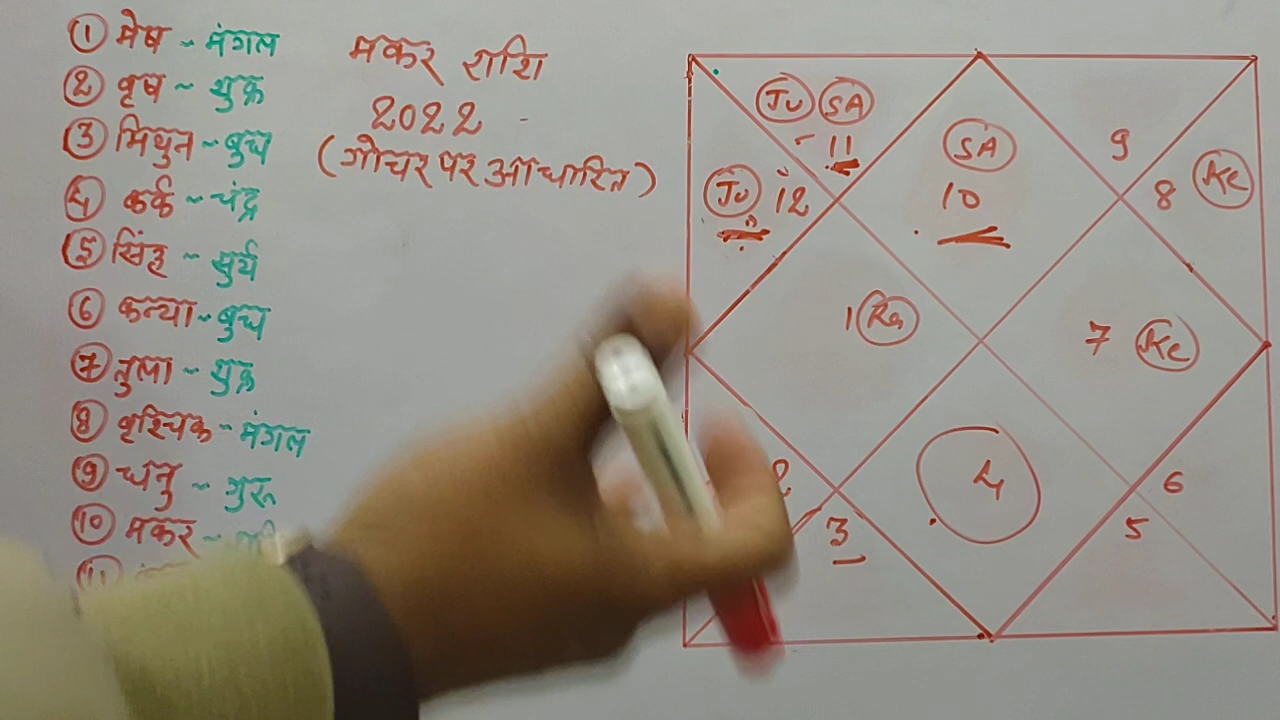 ① मेष ~ मंगल
② वृष ~ शुक्र
③ मिथुन ~ बुध
④ कर्क ~ चंद्र
⑤ सिंह ~ सूर्य
⑥ कन्या ~ बुध
⑦ तुला ~ शुक्र
⑧ वृश्चिक ~ मंगल
⑨ धनु ~ गुरू
⑩ मकर ~
⑪
मकर राशि
2022
(गोचर पर आधारित)
Ju SA
11
SA
10
9
Ke
8
Ju 12
1 Ra
7 Ke
2
3
4
6
5